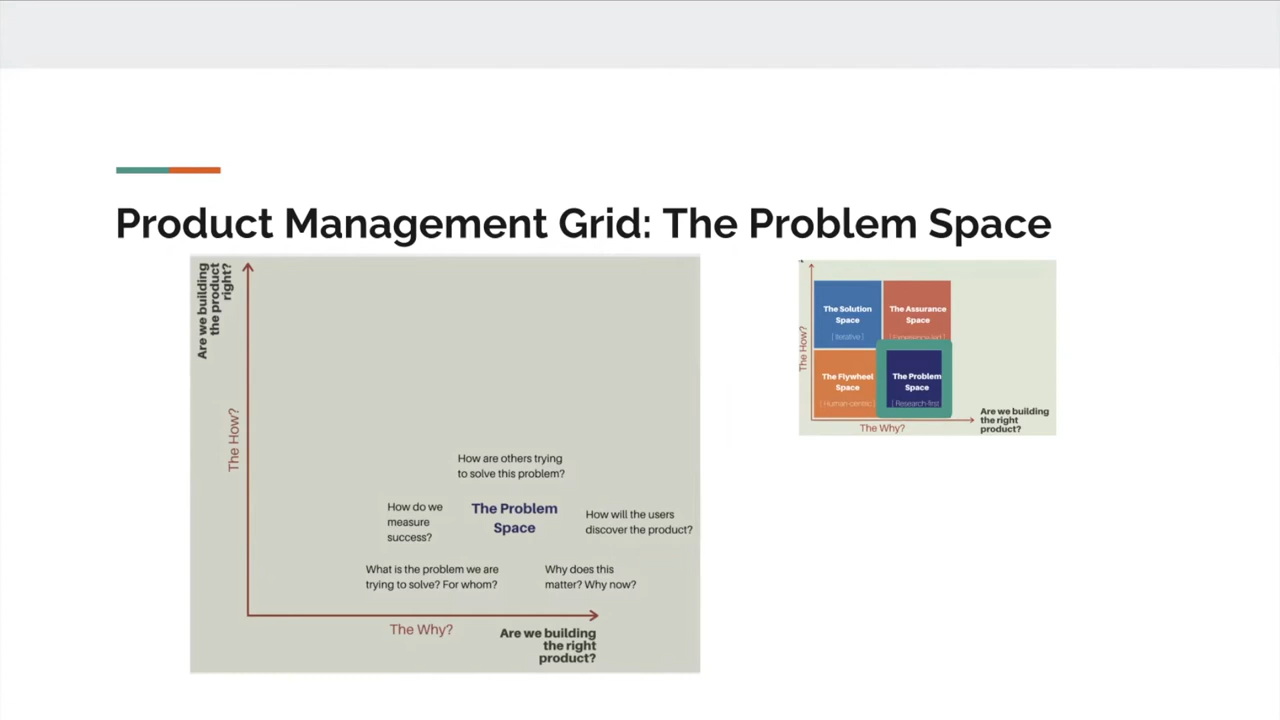 Product Management Grid: The Problem Space
Are we building
the product
right?
The How?
How are others trying
to solve this problem?
How do we
measure
success?
The Problem
Space
How will the users
discover the product?
What is the problem we are
trying to solve? For whom?
Why does this
matter? Why now?
The Why?
Are we building
the right
product?
The How?
The Solution
Space
[ Iterative ]
The Assurance
Space
[ Experience-led ]
The Flywheel
Space
[ Human-centric ]
The Problem
Space
[ Research-first
The Why?
Are we building
the right
product?